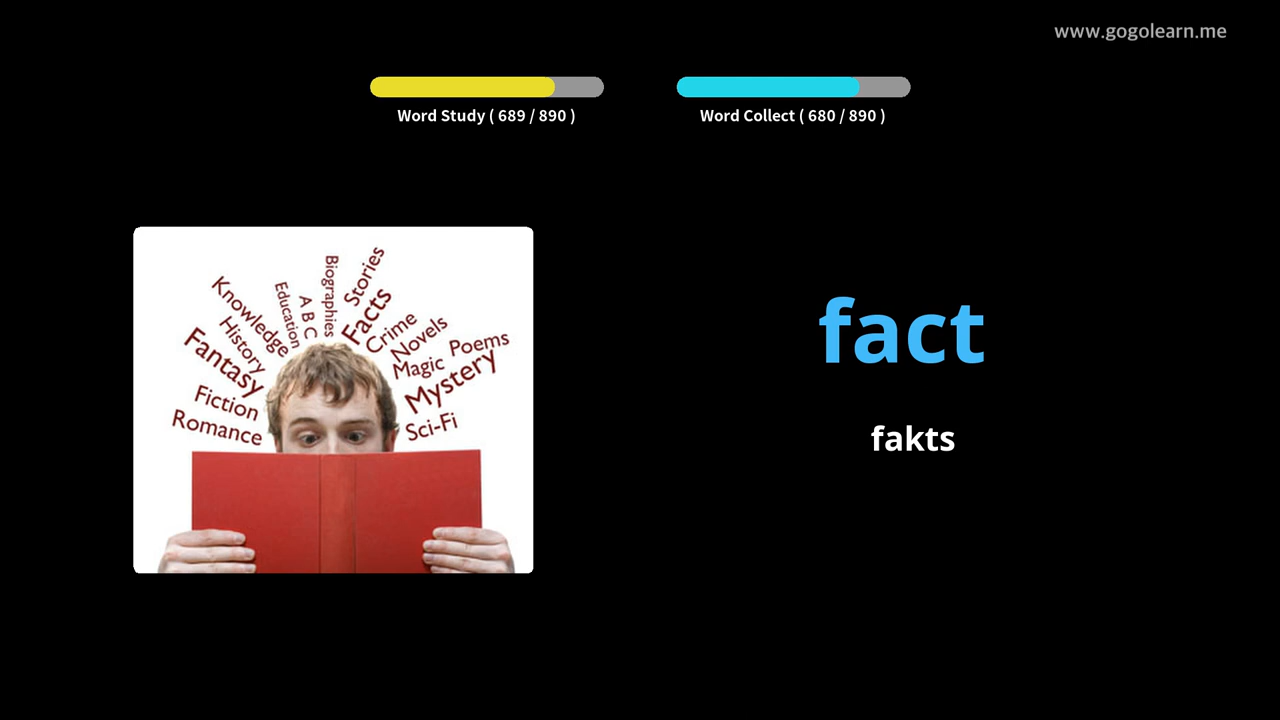 www.gogolearn.me
Word Study ( 689 / 890 )
Word Collect ( 680 / 890 )
Romance
Fiction
Fantasy
History
Knowledge
Education
A B C
Biographies
Stories
Facts
Crime
Novels
Magic
Poems
Mystery
Sci-Fi
fact
fakts